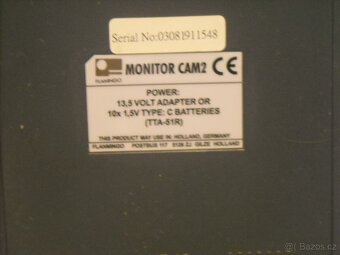 Serial No:03081911548
FLAMINGO
MONITOR CAM2 CE
POWER:
13,5 VOLT ADAPTER OR
10x 1,5V TYPE: C BATTERIES
(TTA-51R)
THIS PRODUCT MAY USE IN: HOLLAND, GERMANY
FLAMINGO POSTBUS 117 5126 ZJ GILZE HOLLAND
bazos.cz